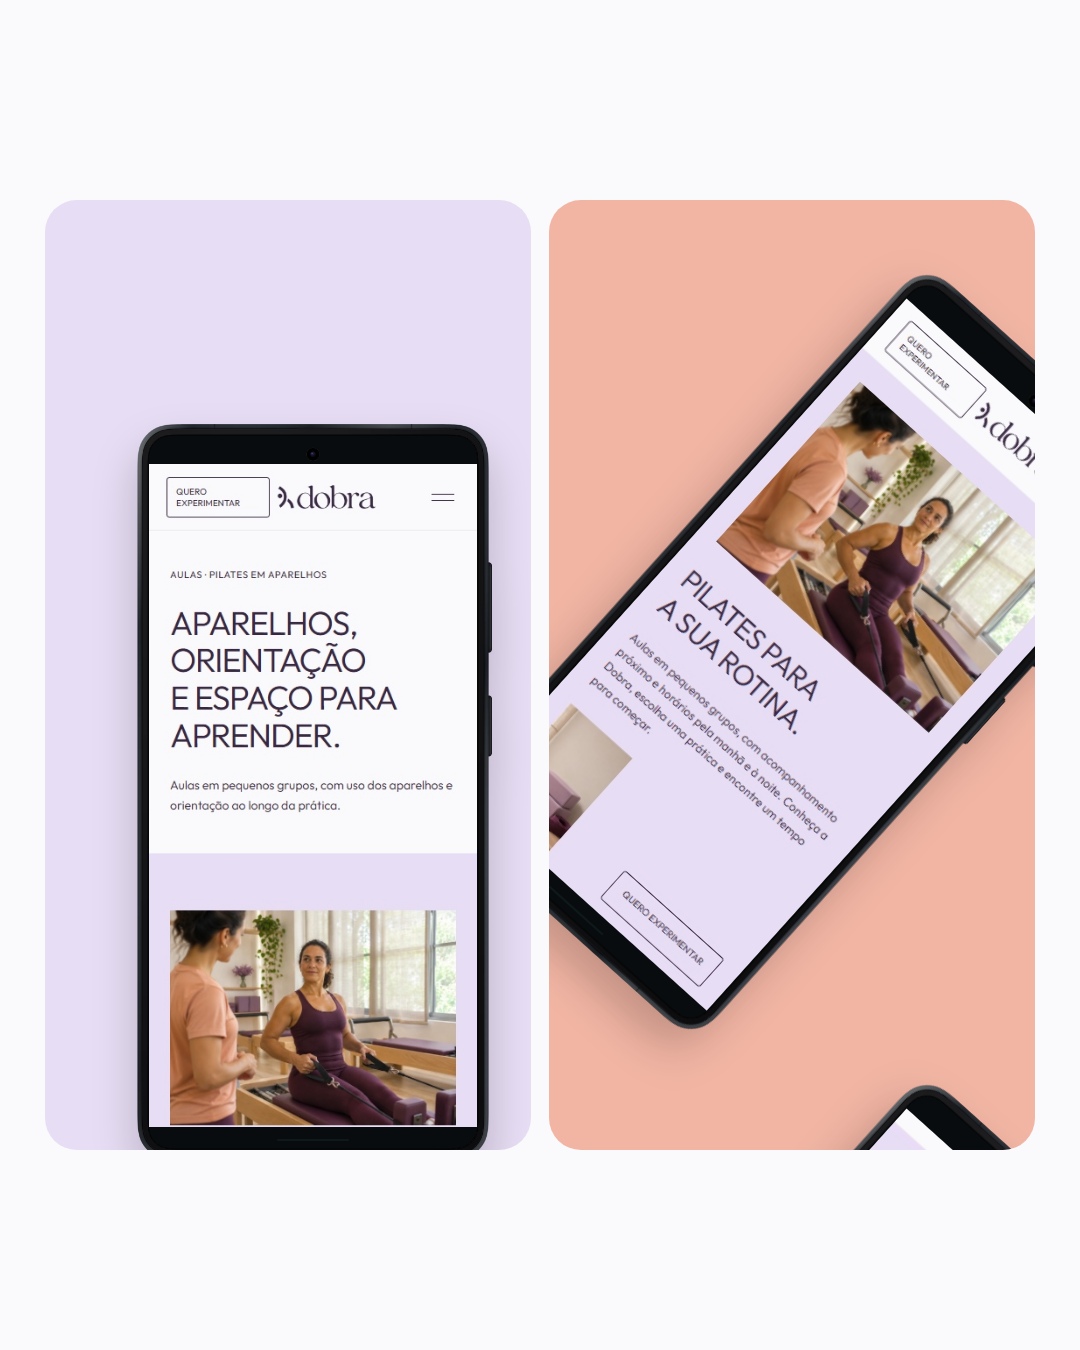 QUERO
EXPERIMENTAR
dobra
AULAS · PILATES EM APARELHOS
APARELHOS,
ORIENTAÇÃO
E ESPAÇO PARA
APRENDER.
Aulas em pequenos grupos, com uso dos aparelhos e
orientação ao longo da prática.
QUERO
EXPERIMENTAR
dobra
PILATES PARA
A SUA ROTINA.
Aulas em pequenos grupos, com acompanhamento
próximo e horários pela manhã e à noite. Conheça a
Dobra, escolha uma prática e encontre um tempo
para começar.
QUERO EXPERIMENTAR